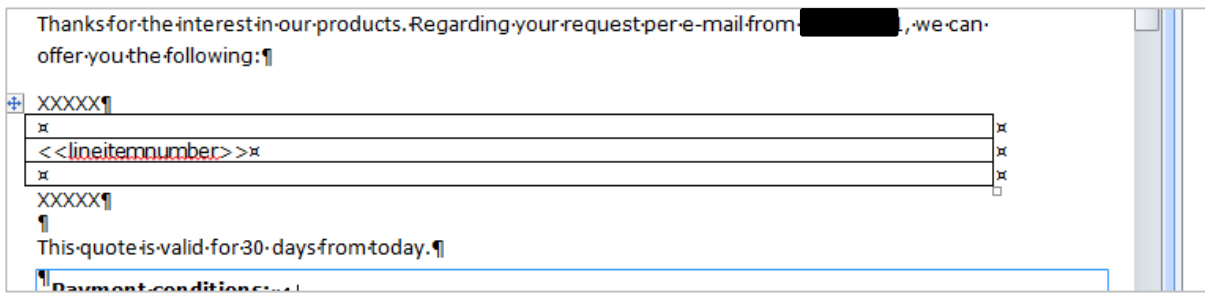 Thanks for the interest in our products. Regarding your request per e-mail from , we can
offer you the following:¶
XXXXX¶
¤ ¤
<<lineitemnumber>>¤ ¤
¤ ¤
XXXXX¶
¶
This quote is valid for 30 days from today.¶
¶
Payment conditions: